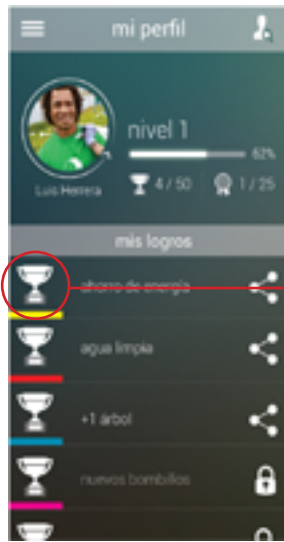 mi perfil
nivel 1
62%
Luis Herrera
4 / 50
1 / 25
mis logros
ahorro de energía
agua limpia
+1 árbol
nuevos bombillos